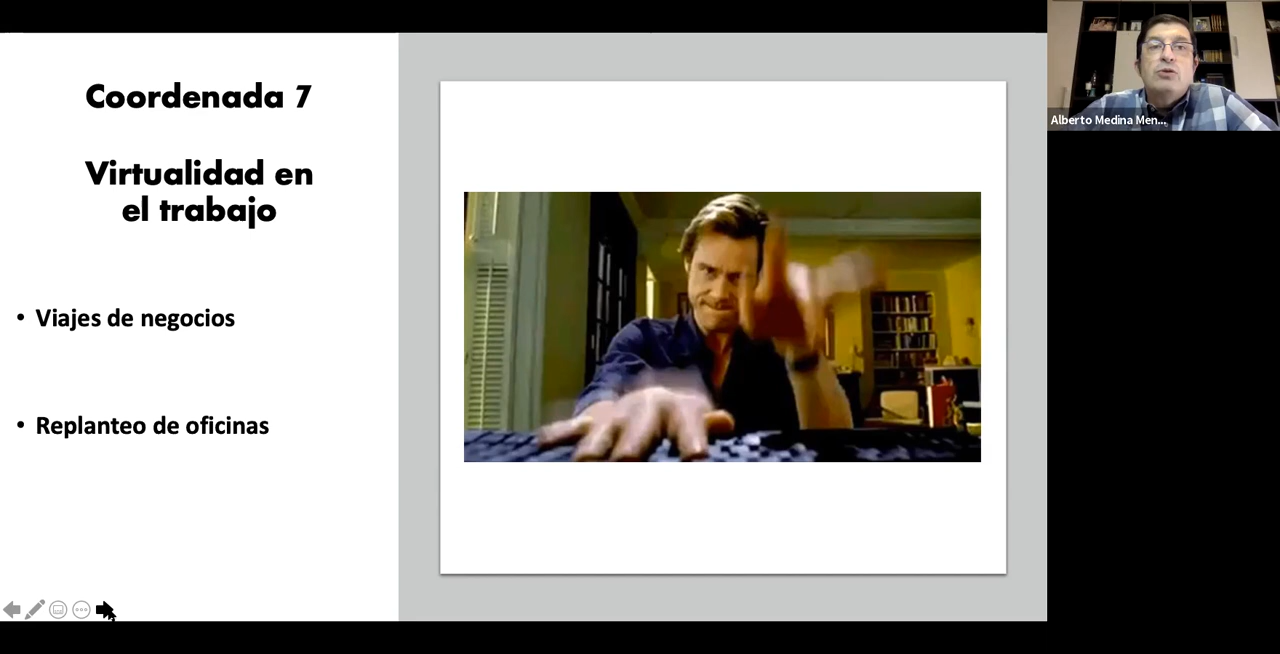 Coordenada 7
Virtualidad en
el trabajo
• Viajes de negocios
• Replanteo de oficinas
Alberto Medina Men...